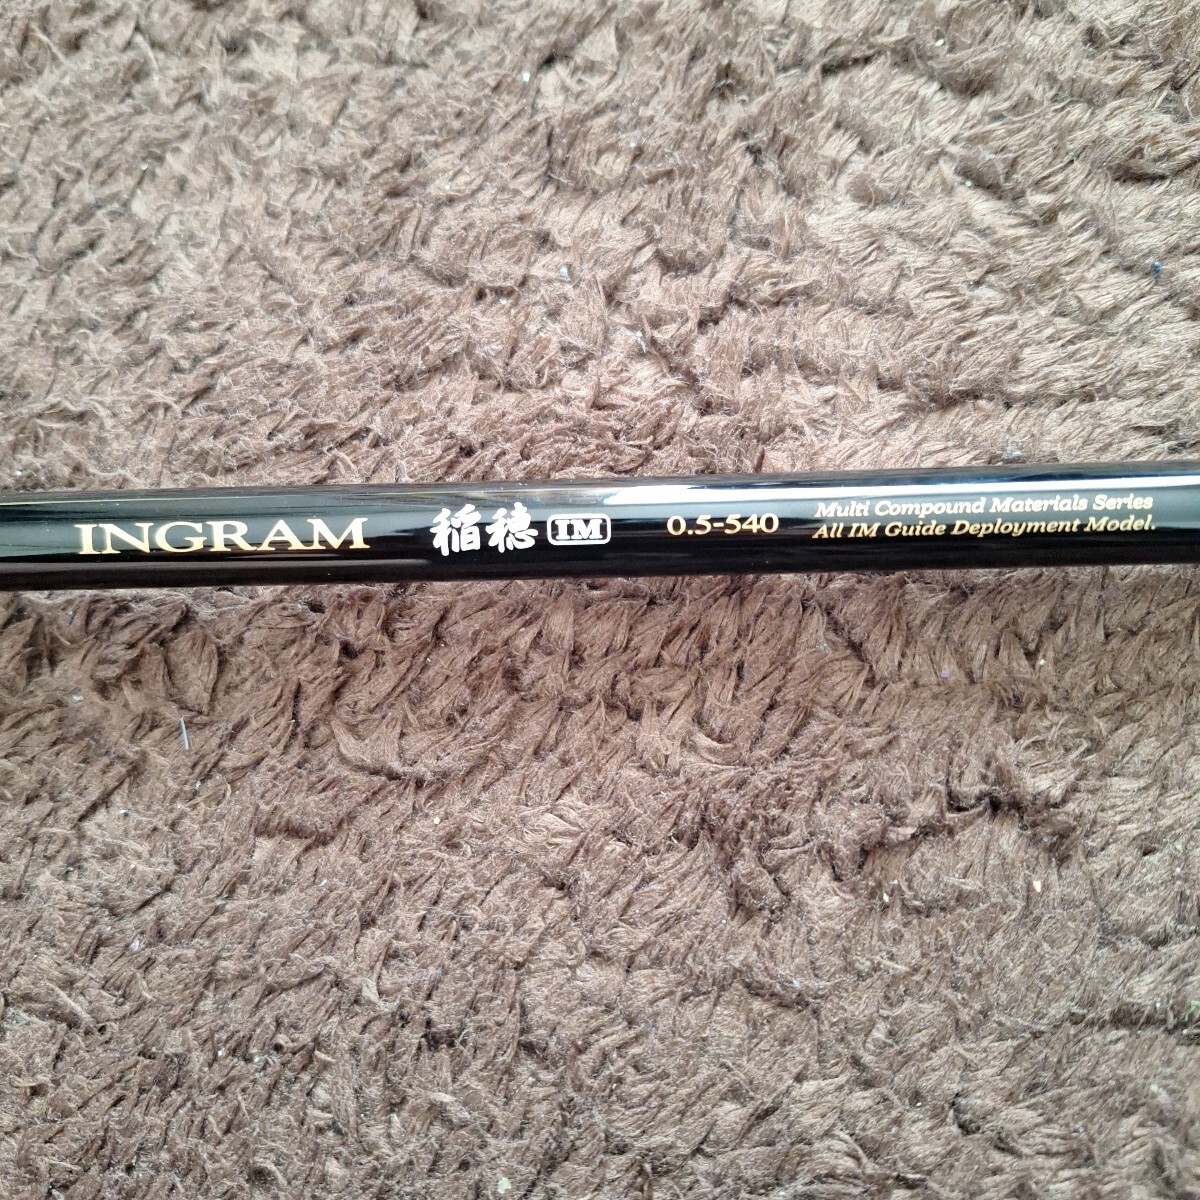 INGRAM 稲穂 IM 0.5-540
Multi Compound Materials Series
All IM Guide Deployment Model.